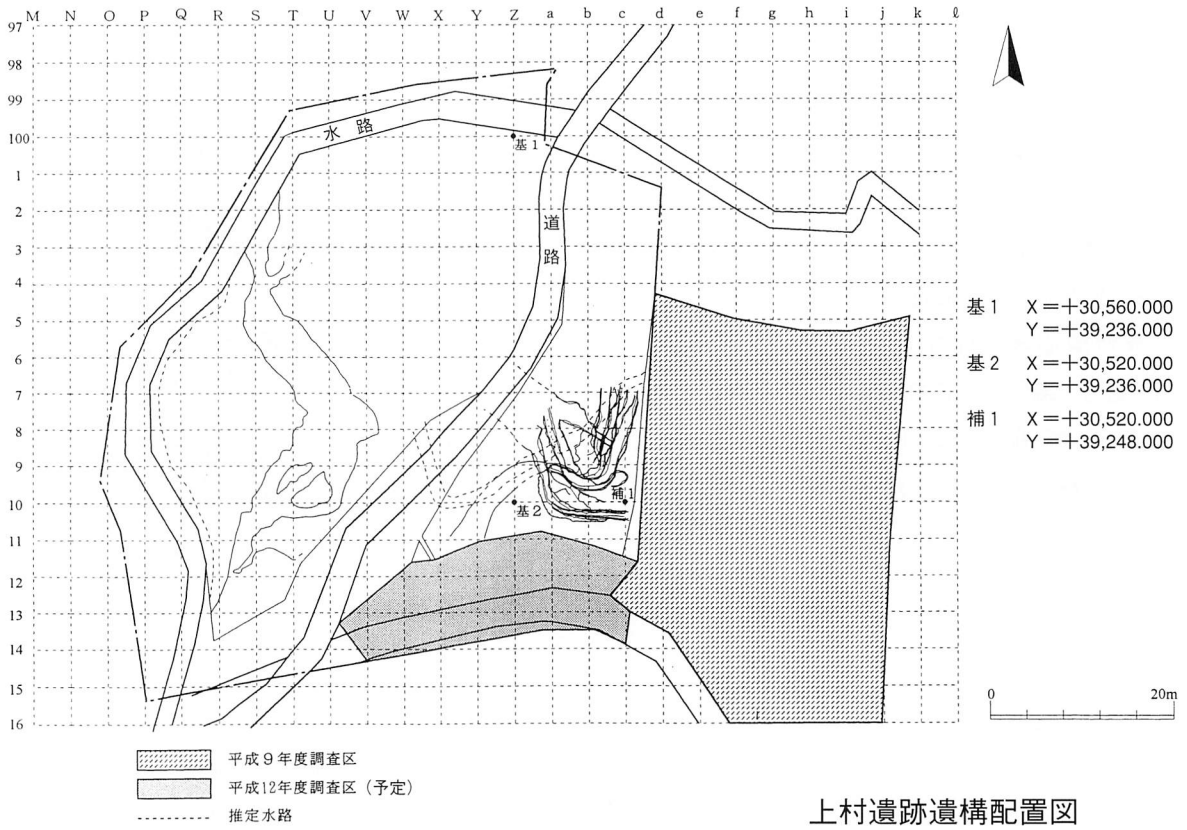 M N O P Q R S T U V W X Y Z a b c d e f g h i j k ℓ
97
98
99
100
1
2
3
4
5
6
7
8
9
10
11
12
13
14
15
16
水路
基1
道
路
補1
基2
基1 X＝+30,560.000
Y＝+39,236.000
基2 X＝+30,520.000
Y＝+39,236.000
補1 X＝+30,520.000
Y＝+39,248.000
0 20m
平成９年度調査区
平成12年度調査区（予定）
推定水路
上村遺跡遺構配置図